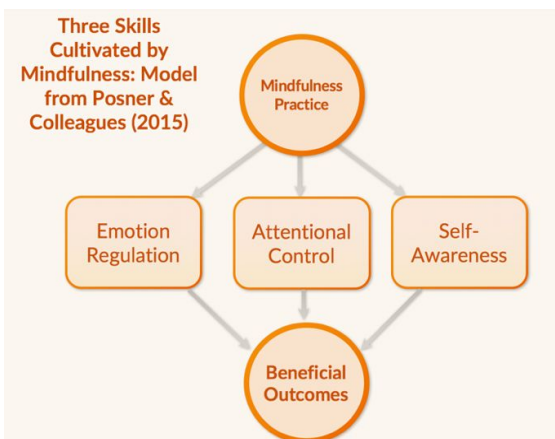 Three Skills
Cultivated by
Mindfulness: Model
from Posner &
Colleagues (2015)
Mindfulness
Practice
Emotion
Regulation
Attentional
Control
Self-
Awareness
Beneficial
Outcomes